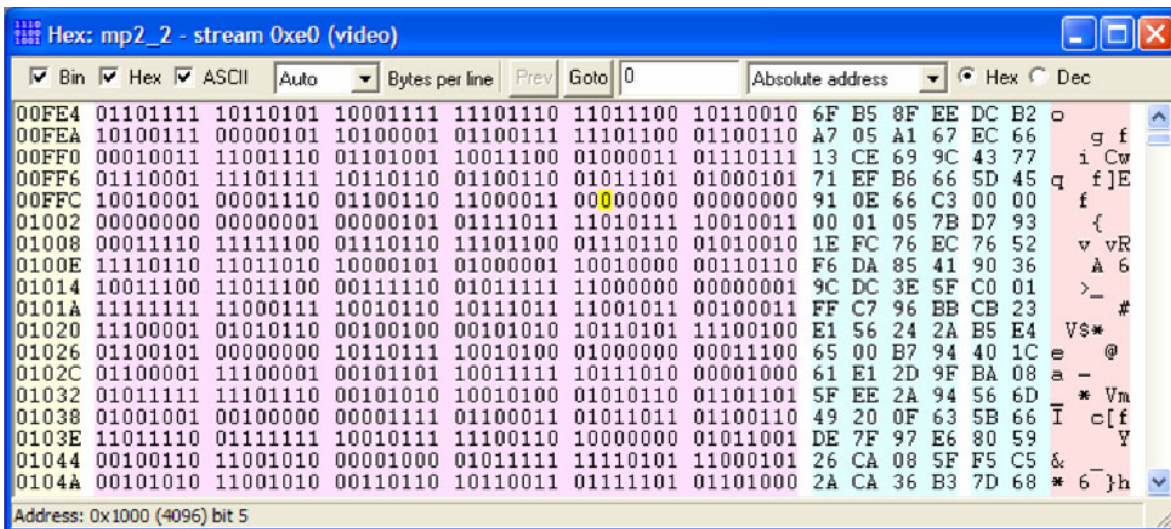 Hex: mp2_2 - stream 0xe0 (video)
Bin Hex ASCII Auto Bytes per line Prev Goto 0 Absolute address Hex Dec
00FE4 01101111 10110101 10001111 11101110 11011100 10110010 6F B5 8F EE DC B2 o
00FEA 10100111 00000101 10100001 01100111 11101100 01100110 A7 05 A1 67 EC 66 g f
00FF0 00010011 11001110 01101001 10011100 01000011 01110111 13 CE 69 9C 43 77 i Cw
00FF6 01110001 11101111 10110110 01100110 01011101 01000101 71 EF B6 66 5D 45 q f]E
00FFC 10010001 00001110 01100110 11000011 00000000 00000000 91 0E 66 C3 00 00 f
01002 00000000 00000001 00000101 01111011 11010111 10010011 00 01 05 7B D7 93 {
01008 00011110 11111100 01110110 11101100 01110110 01010010 1E FC 76 EC 76 52 v vR
0100E 11110110 11011010 10000101 01000001 10010000 00110110 F6 DA 85 41 90 36 A 6
01014 10011100 11011100 00111110 01011111 11000000 00000001 9C DC 3E 5F C0 01 >_
0101A 11111111 11000111 10010110 10111011 11001011 00100011 FF C7 96 BB CB 23 #
01020 11100001 01010110 00100100 00101010 10110101 11100100 E1 56 24 2A B5 E4 V$*
01026 01100101 00000000 10110111 10010100 01000000 00011100 65 00 B7 94 40 1C e @
0102C 01100001 11100001 00101101 10011111 10111010 00001000 61 E1 2D 9F BA 08 a -
01032 01011111 11101110 00101010 10010100 01010110 01101101 5F EE 2A 94 56 6D _ * Vm
01038 01001001 00100000 00001111 01100011 01011011 01100110 49 20 0F 63 5B 66 I c[f
0103E 11011110 01111111 10010111 11100110 10000000 01011001 DE 7F 97 E6 80 59 Y
01044 00100110 11001010 00001000 01011111 11110101 11000101 26 CA 08 5F F5 C5 & _
0104A 00101010 11001010 00110110 10110011 01111101 01101000 2A CA 36 B3 7D 68 * 6 }h
Address: 0x1000 (4096) bit 5